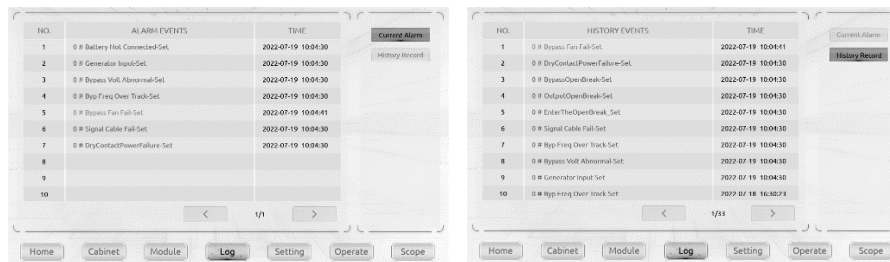 NO. ALARM EVENTS TIME
1 0 # Battery Not Connected-Set 2022-07-19 10:04:30
2 0 # Generator Input-Set 2022-07-19 10:04:30
3 0 # Bypass Volt Abnormal-Set 2022-07-19 10:04:30
4 0 # Byp Freq Over Track-Set 2022-07-19 10:04:30
5 0 # Bypass Fan Fail-Set 2022-07-19 10:04:41
6 0 # Signal Cable Fail-Set 2022-07-19 10:04:30
7 0 # DryContactPowerFailure-Set 2022-07-19 10:04:30
8
9
10
< 1/1 >
Current Alarm
History Record
Home Cabinet Module Log Setting Operate Scope
NO. HISTORY EVENTS TIME
1 0 # Bypass Fan Fail-Set 2022-07-19 10:04:41
2 0 # DryContactPowerFailure-Set 2022-07-19 10:04:30
3 0 # BypassOpenBreak-Set 2022-07-19 10:04:30
4 0 # OutputOpenBreak-Set 2022-07-19 10:04:30
5 0 # EnterTheOpenBreak_Set 2022-07-19 10:04:30
6 0 # Signal Cable Fail-Set 2022-07-19 10:04:30
7 0 # Byp Freq Over Track-Set 2022-07-19 10:04:30
8 0 # Bypass Volt Abnormal-Set 2022-07-19 10:04:30
9 0 # Generator Input-Set 2022-07-19 10:04:30
10 0 # Byp Freq Over Track-Set 2022-07-18 16:30:23
< 1/33 >
Current Alarm
History Record
Home Cabinet Module Log Setting Operate Scope